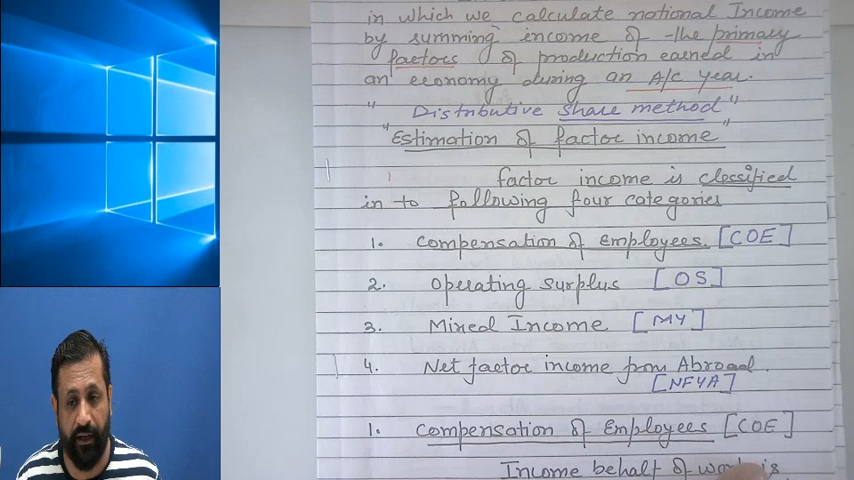 in which we calculate national Income
by summing income of the primary
factors of production earned in
an economy during an A/c year.
"Distributive share method"
"Estimation of factor income"
factor income is classified
in to following four categories
1. Compensation of Employees. [COE]
2. Operating surplus [OS]
3. Mixed Income [MY]
4. Net factor income from Abroad.
[NFYA]
1. Compensation of Employees [COE]
Income behalf of work is